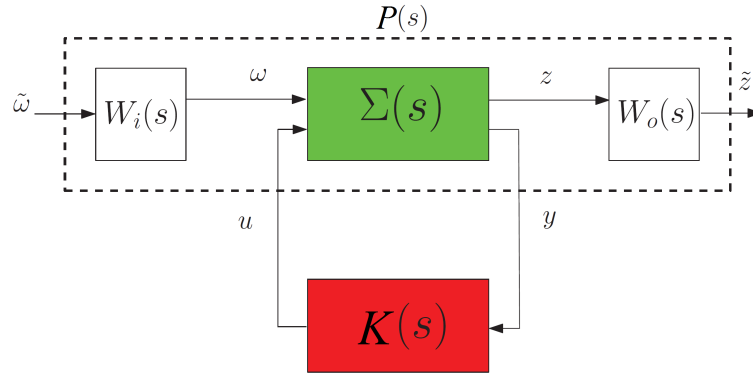 P(s)
ω̃ W_i(s) ω Σ(s) z W_o(s) z̃
u y
K(s)